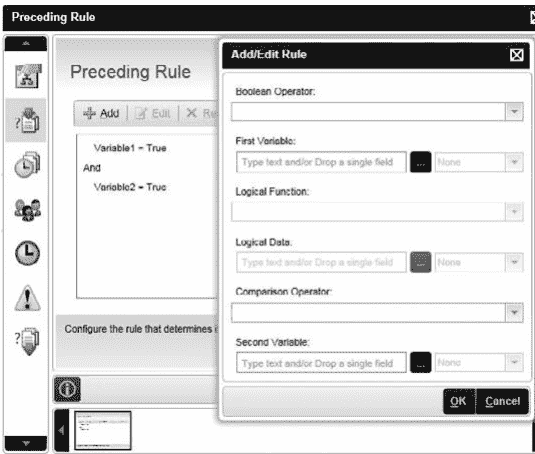 Preceding Rule
Preceding Rule
Add Edit Re
Variable1 = True
And
Variable2 = True
Configure the rule that determines
Add/Edit Rule
Boolean Operator:
First Variable:
Type text and/or Drop a single field ... None
Logical Function:
Logical Data:
Type text and/or Drop a single field ... None
Comparison Operator:
Second Variable:
Type text and/or Drop a single field ... None
OK Cancel